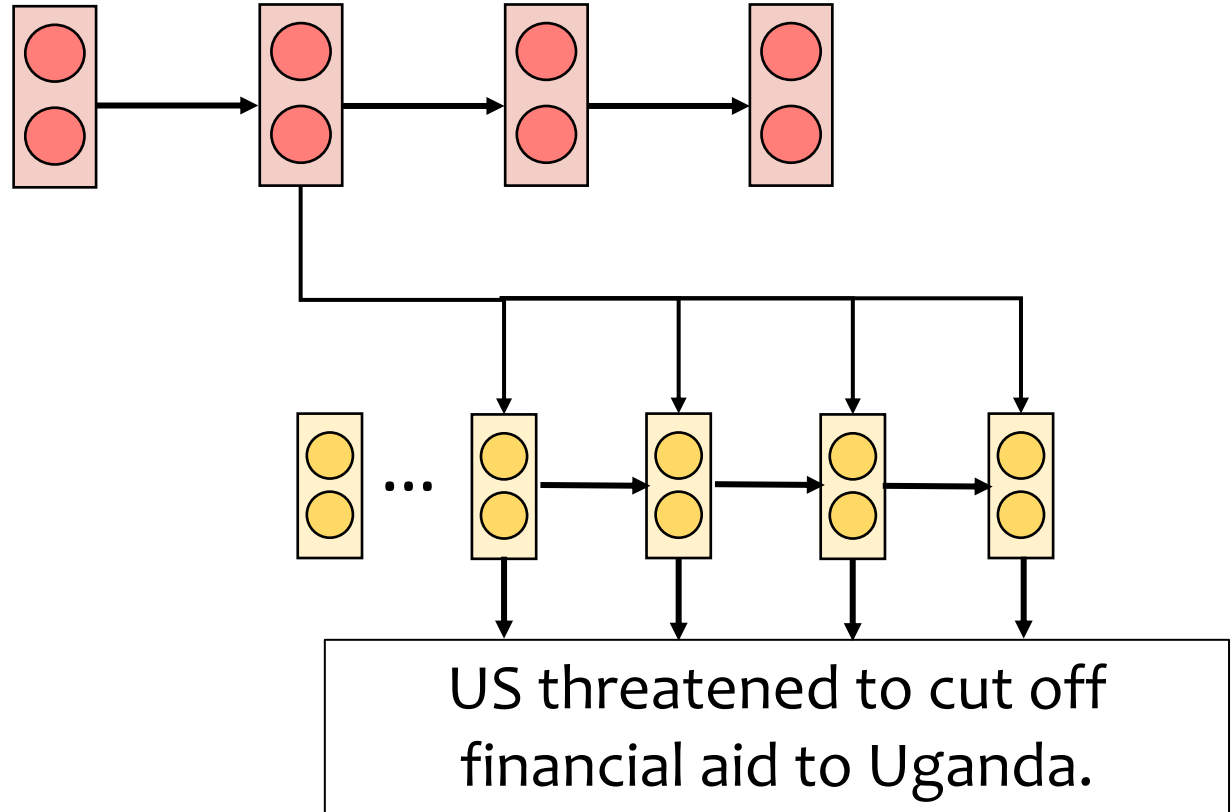 ...
US threatened to cut off
financial aid to Uganda.